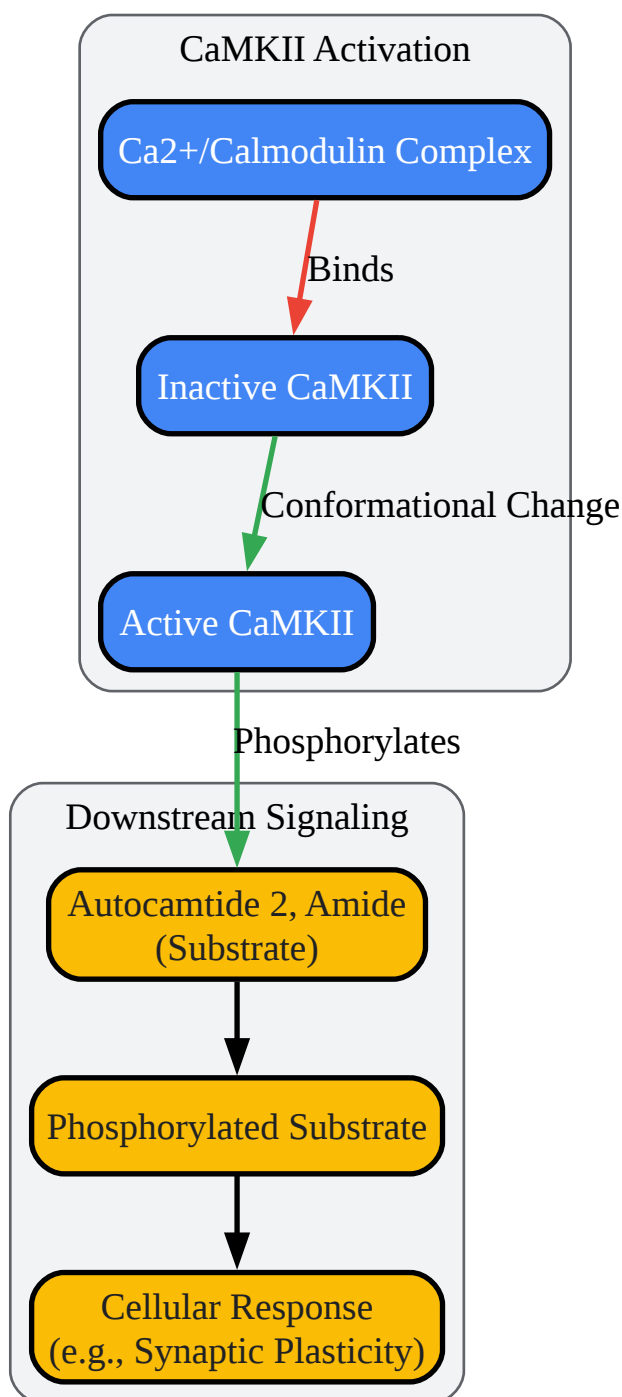 CaMKII Activation
Ca2+/Calmodulin Complex
Binds
Inactive CaMKII
Conformational Change
Active CaMKII
Phosphorylates
Downstream Signaling
Autocamtide 2, Amide
(Substrate)
Phosphorylated Substrate
Cellular Response
(e.g., Synaptic Plasticity)